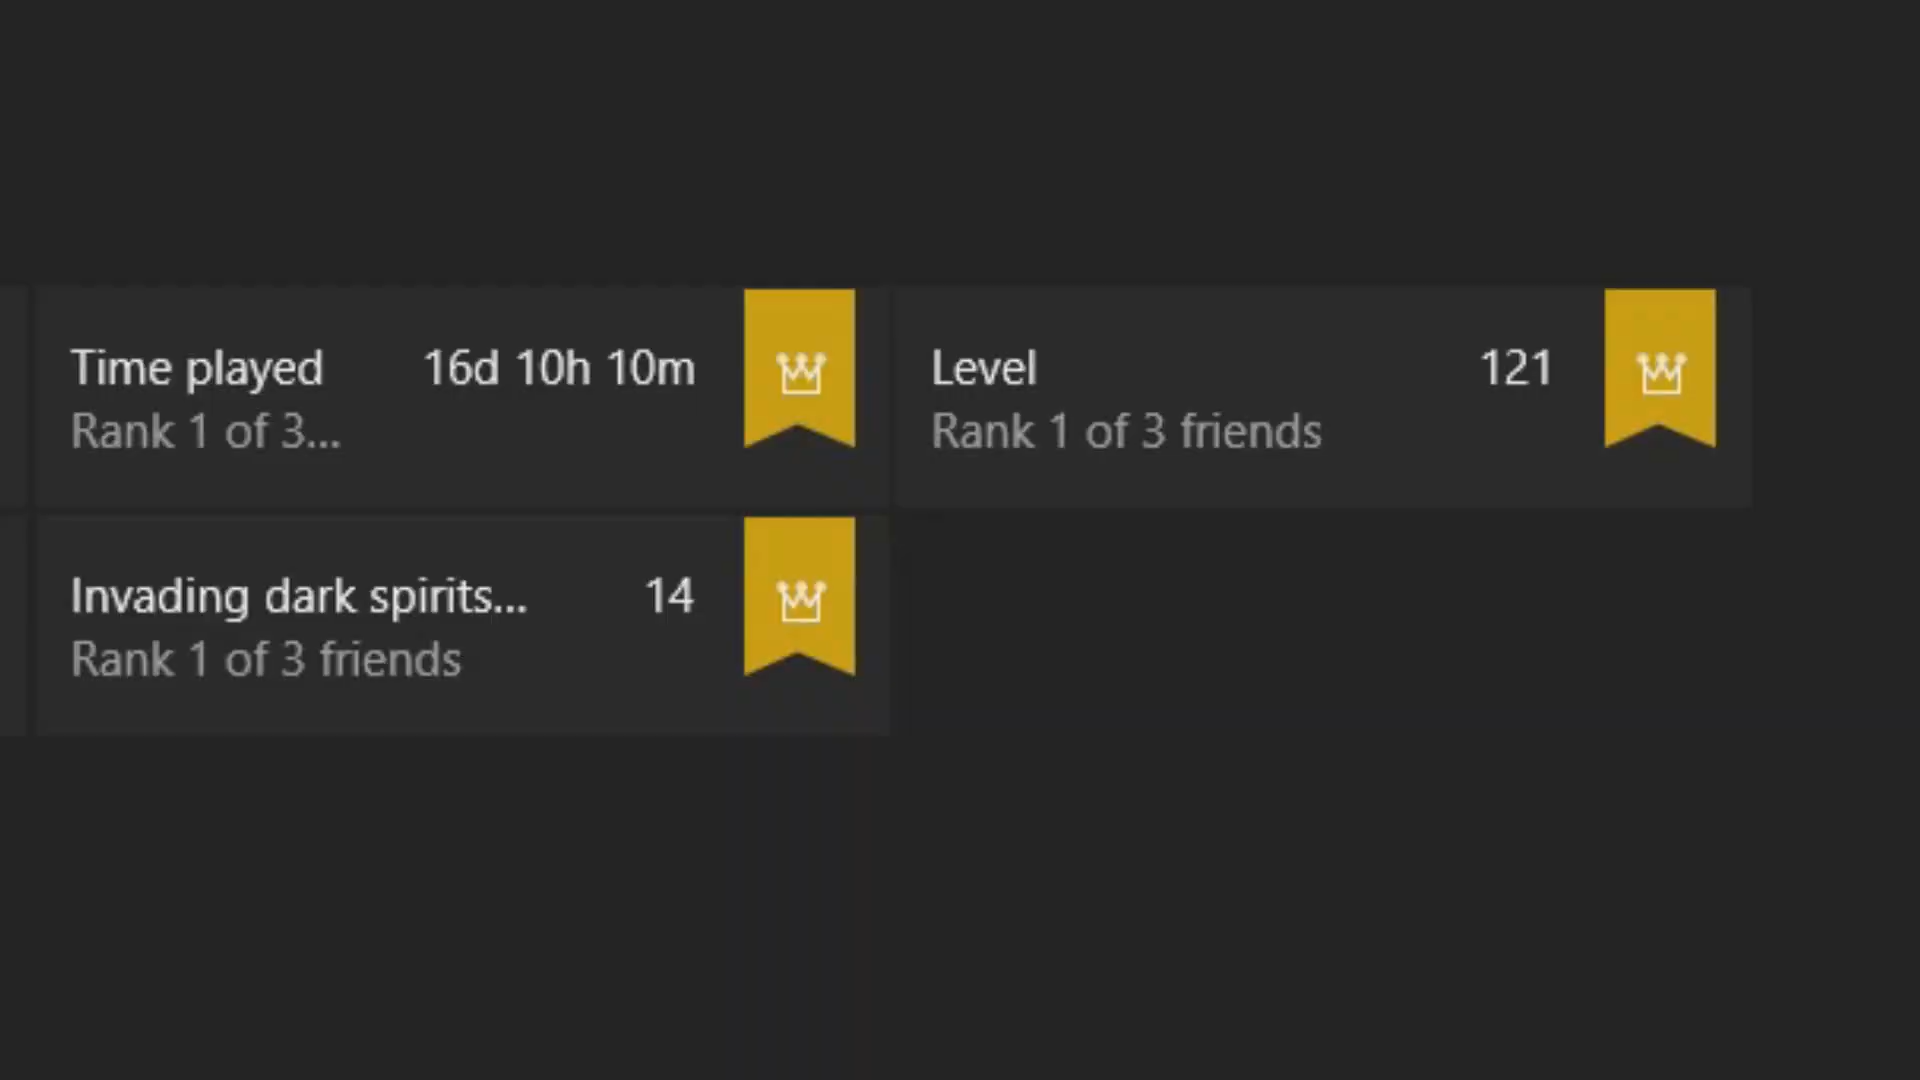 Time played 16d 10h 10m
Rank 1 of 3...
Level 121
Rank 1 of 3 friends
Invading dark spirits... 14
Rank 1 of 3 friends